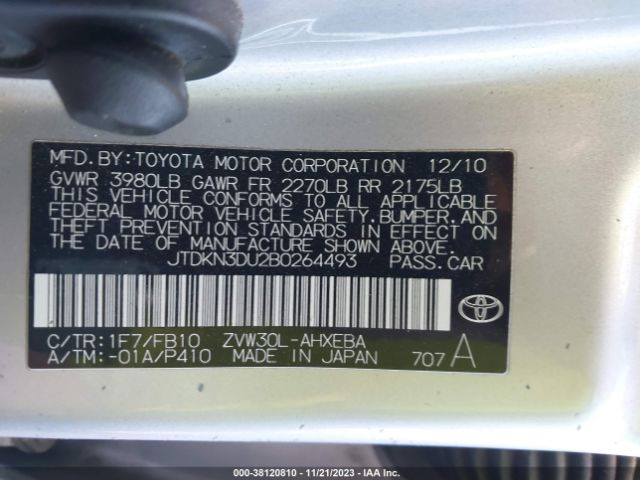 MFD. BY: TOYOTA MOTOR CORPORATION 12/10
GVWR 3980LB GAWR FR 2270LB RR 2175LB
THIS VEHICLE CONFORMS TO ALL APPLICABLE
FEDERAL MOTOR VEHICLE SAFETY, BUMPER, AND
THEFT PREVENTION STANDARDS IN EFFECT ON
THE DATE OF MANUFACTURE SHOWN ABOVE.
JTDKN3DU2B0264493 PASS. CAR
C/TR: 1F7/FB10 ZVW30L-AHXEBA
A/TM: -01A/P410 MADE IN JAPAN 707 A
000-38120810 - 11/21/2023 - IAA Inc.